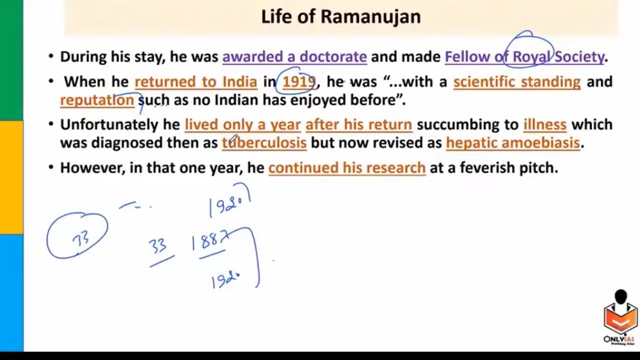 Life of Ramanujan
• During his stay, he was awarded a doctorate and made Fellow of Royal Society.
• When he returned to India in 1919, he was "...with a scientific standing and
reputation such as no Indian has enjoyed before".
• Unfortunately he lived only a year after his return succumbing to illness which
was diagnosed then as tuberculosis but now revised as hepatic amoebiasis.
• However, in that one year, he continued his research at a feverish pitch.
1920
33
33 1887
1920
ONLYIAS